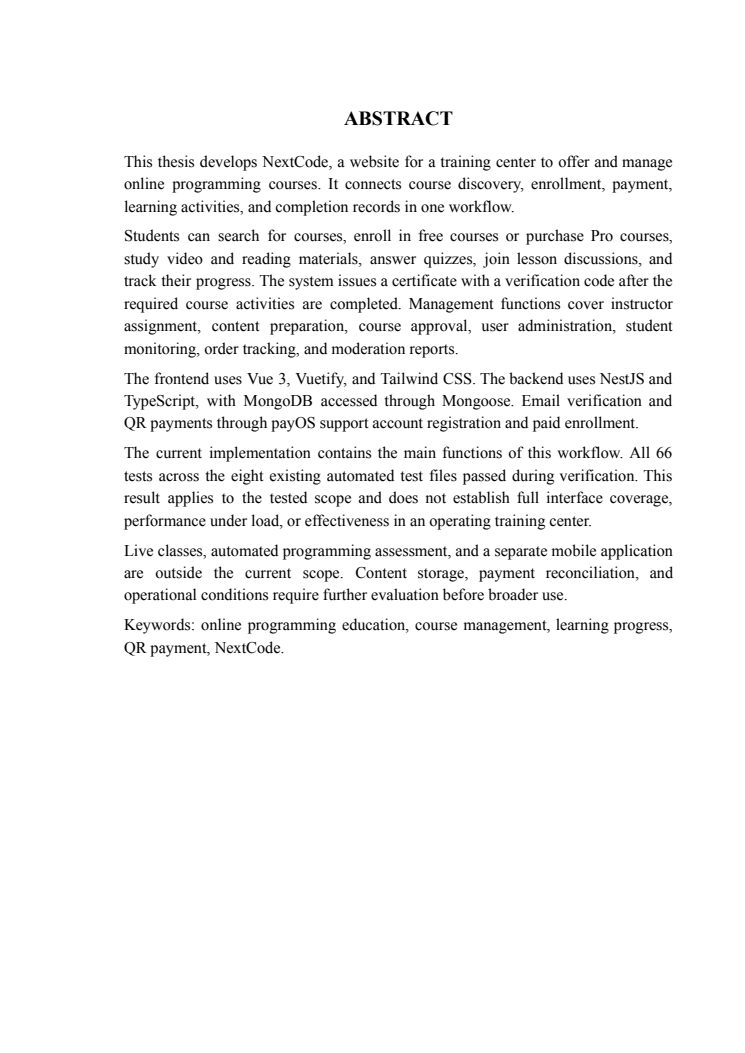 ABSTRACT
This thesis develops NextCode, a website for a training center to offer and manage
online programming courses. It connects course discovery, enrollment, payment,
learning activities, and completion records in one workflow.
Students can search for courses, enroll in free courses or purchase Pro courses,
study video and reading materials, answer quizzes, join lesson discussions, and
track their progress. The system issues a certificate with a verification code after the
required course activities are completed. Management functions cover instructor
assignment, content preparation, course approval, user administration, student
monitoring, order tracking, and moderation reports.
The frontend uses Vue 3, Vuetify, and Tailwind CSS. The backend uses NestJS and
TypeScript, with MongoDB accessed through Mongoose. Email verification and
QR payments through payOS support account registration and paid enrollment.
The current implementation contains the main functions of this workflow. All 66
tests across the eight existing automated test files passed during verification. This
result applies to the tested scope and does not establish full interface coverage,
performance under load, or effectiveness in an operating training center.
Live classes, automated programming assessment, and a separate mobile application
are outside the current scope. Content storage, payment reconciliation, and
operational conditions require further evaluation before broader use.
Keywords: online programming education, course management, learning progress,
QR payment, NextCode.